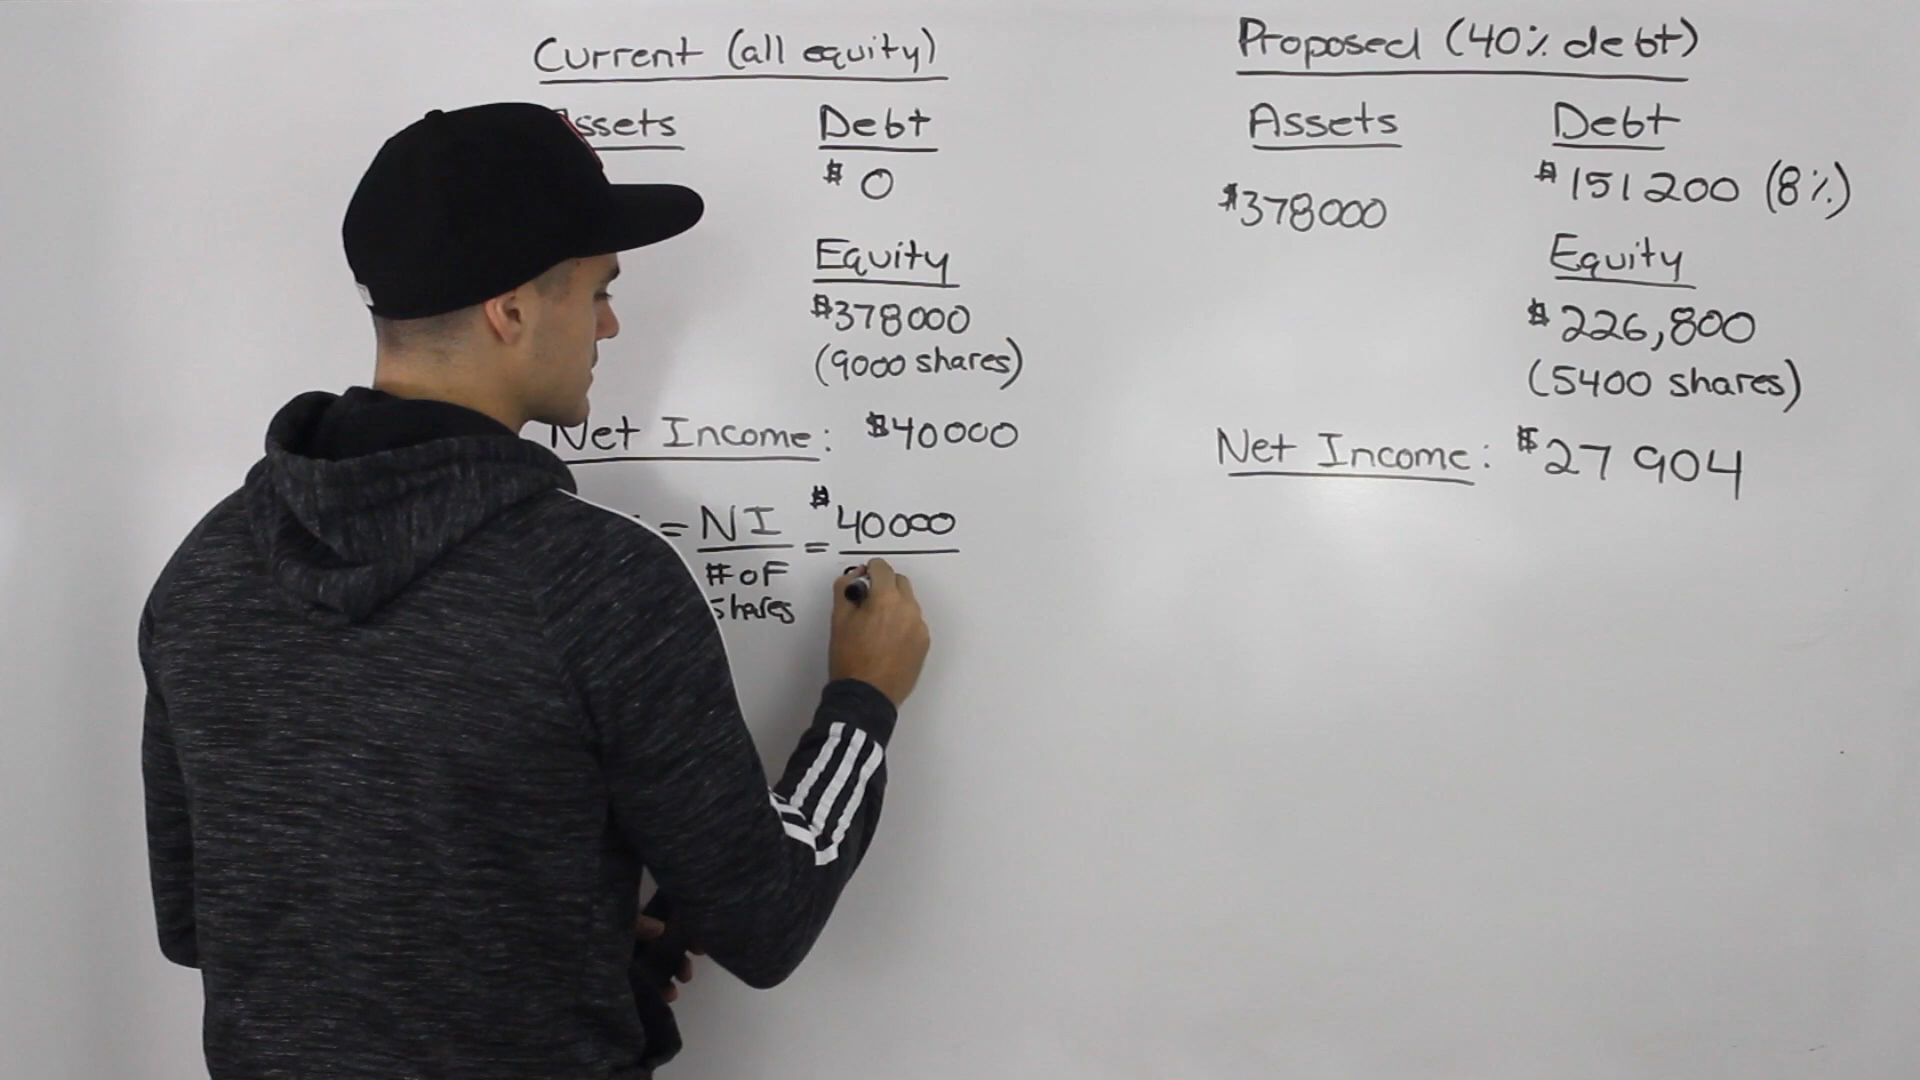 Current (all equity)
Assets
Debt
$ 0
Equity
$378000
(9000 shares)
Net Income: $40000
= NI / # of shares = $40000
Proposed (40% debt)
Assets
$378000
Debt
$151200 (8%)
Equity
$226,800
(5400 shares)
Net Income: $27 904